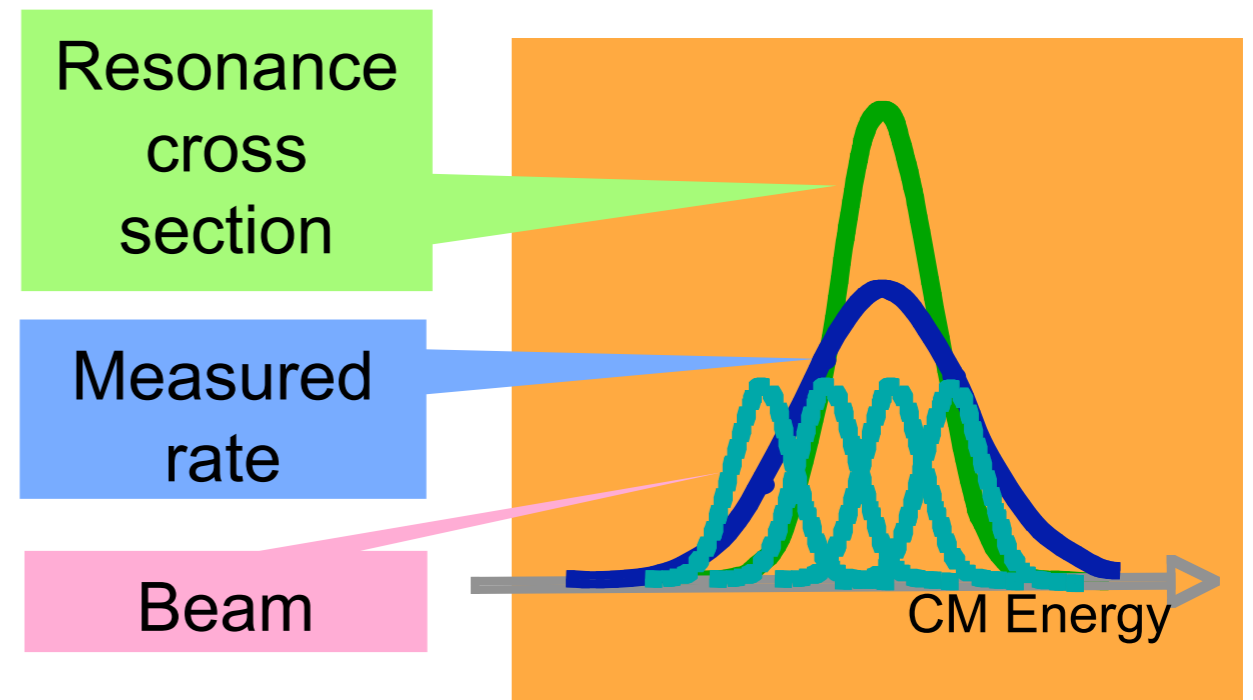 Resonance
cross
section
Measured
rate
Beam
CM Energy